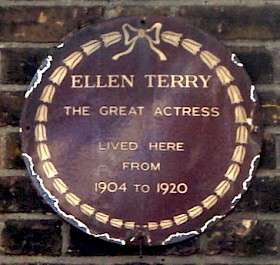 ELLEN TERRY
THE GREAT ACTRESS
LIVED HERE
FROM
1904 TO 1920